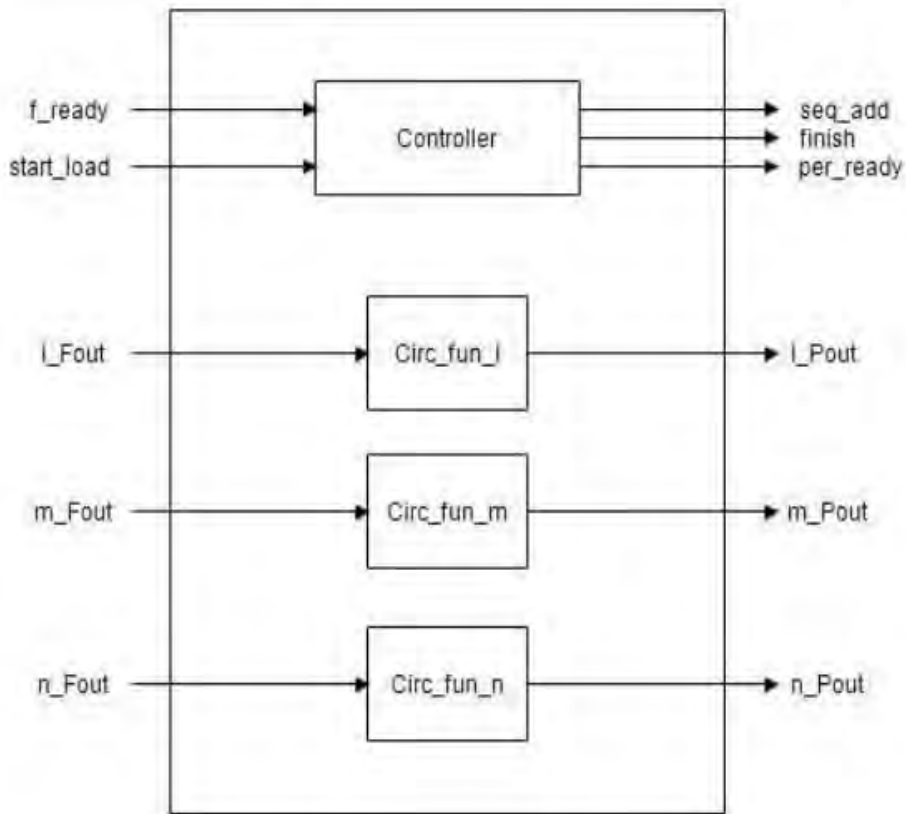 f_ready
start_load
Controller
seq_add
finish
per_ready
l_Fout
Circ_fun_l
l_Pout
m_Fout
Circ_fun_m
m_Pout
n_Fout
Circ_fun_n
n_Pout